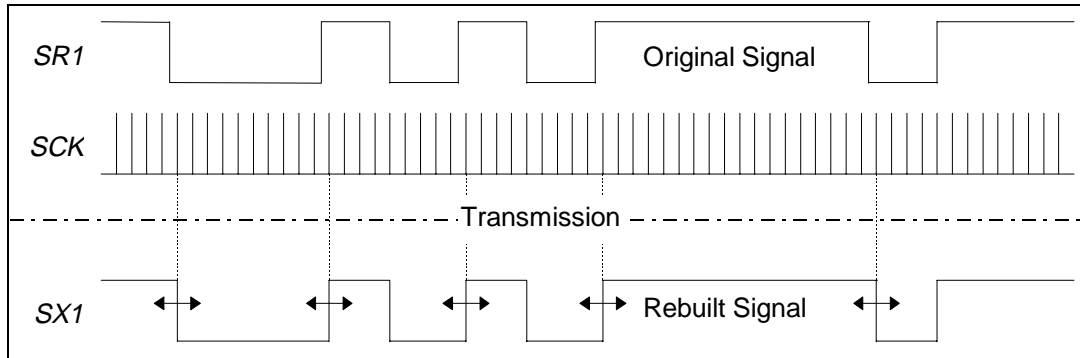 SR1
Original Signal
SCK
Transmission
SX1
Rebuilt Signal